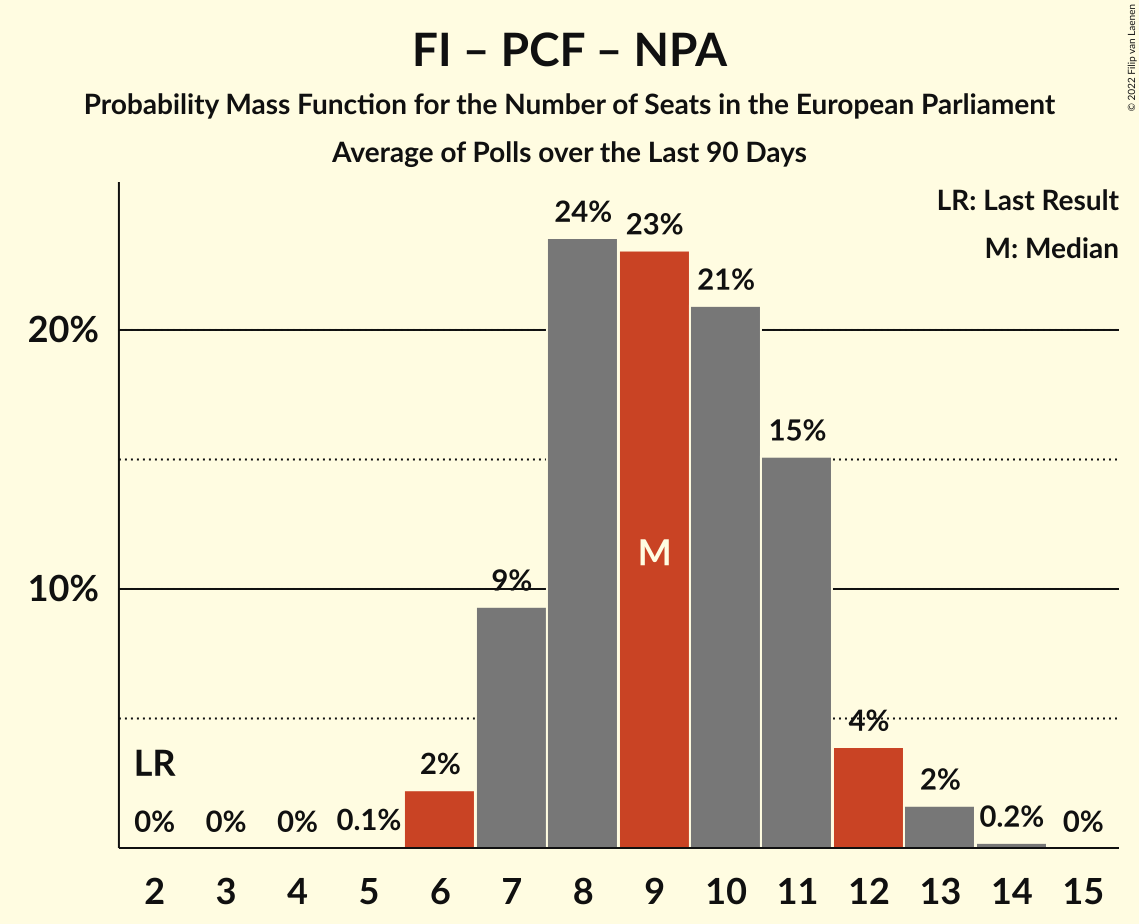 FI – PCF – NPA
Probability Mass Function for the Number of Seats in the European Parliament
Average of Polls over the Last 90 Days
© 2022 Filip van Laenen
LR: Last Result
M: Median
24%
23%
21%
20%
15%
M
9%
10%
4%
LR
2%
2%
0%
0%
0%
0.1%
0.2%
0%
2 3 4 5 6 7 8 9 10 11 12 13 14 15